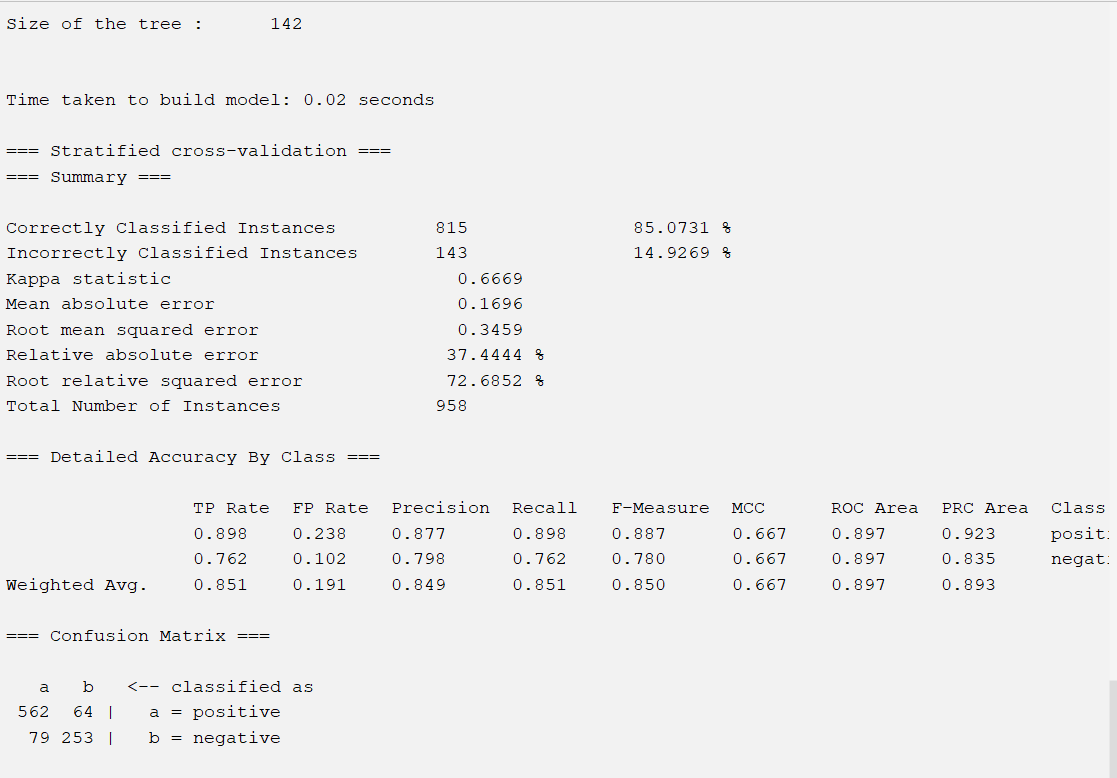 Size of the tree :      142
Time taken to build model: 0.02 seconds
=== Stratified cross-validation ===
=== Summary ===
Correctly Classified Instances         815               85.0731 %
Incorrectly Classified Instances       143               14.9269 %
Kappa statistic                          0.6669
Mean absolute error                      0.1696
Root mean squared error                  0.3459
Relative absolute error                 37.4444 %
Root relative squared error             72.6852 %
Total Number of Instances              958
=== Detailed Accuracy By Class ===
                 TP Rate  FP Rate  Precision  Recall   F-Measure  MCC      ROC Area  PRC Area  Class
                 0.898    0.238    0.877      0.898    0.887      0.667    0.897     0.923     posit
                 0.762    0.102    0.798      0.762    0.780      0.667    0.897     0.835     negat
Weighted Avg.    0.851    0.191    0.849      0.851    0.850      0.667    0.897     0.893
=== Confusion Matrix ===
   a   b   <-- classified as
 562  64 |   a = positive
  79 253 |   b = negative